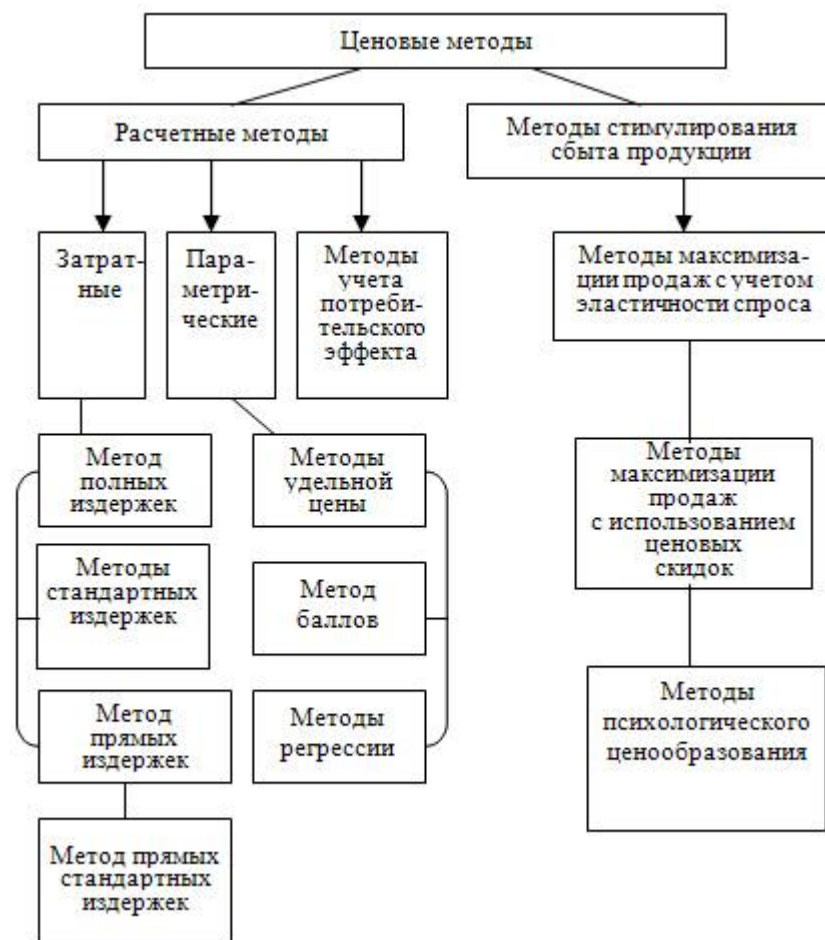 Ценовые методы
Расчетные методы
Методы стимулирования
сбыта продукции
Затрат-
ные
Пара-
метри-
ческие
Методы
учета
потреби-
тельского
эффекта
Методы максимиза-
ции продаж с учетом
эластичности спроса
Метод
полных
издержек
Методы
удельной
цены
Методы
максимизации
продаж
с использованием
ценовых
скидок
Методы
стандартных
издержек
Метод
баллов
Метод
прямых
издержек
Методы
регрессии
Методы
психологического
ценообразования
Метод прямых
стандартных
издержек